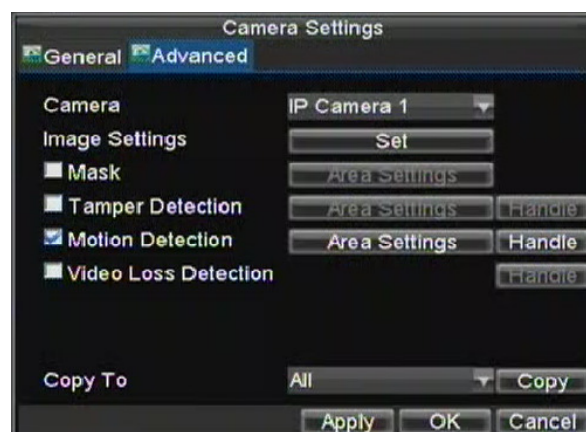 Camera Settings
General Advanced
Camera IP Camera 1
Image Settings Set
Mask Area Settings
Tamper Detection Area Settings Handle
Motion Detection Area Settings Handle
Video Loss Detection Handle
Copy To All Copy
Apply OK Cancel